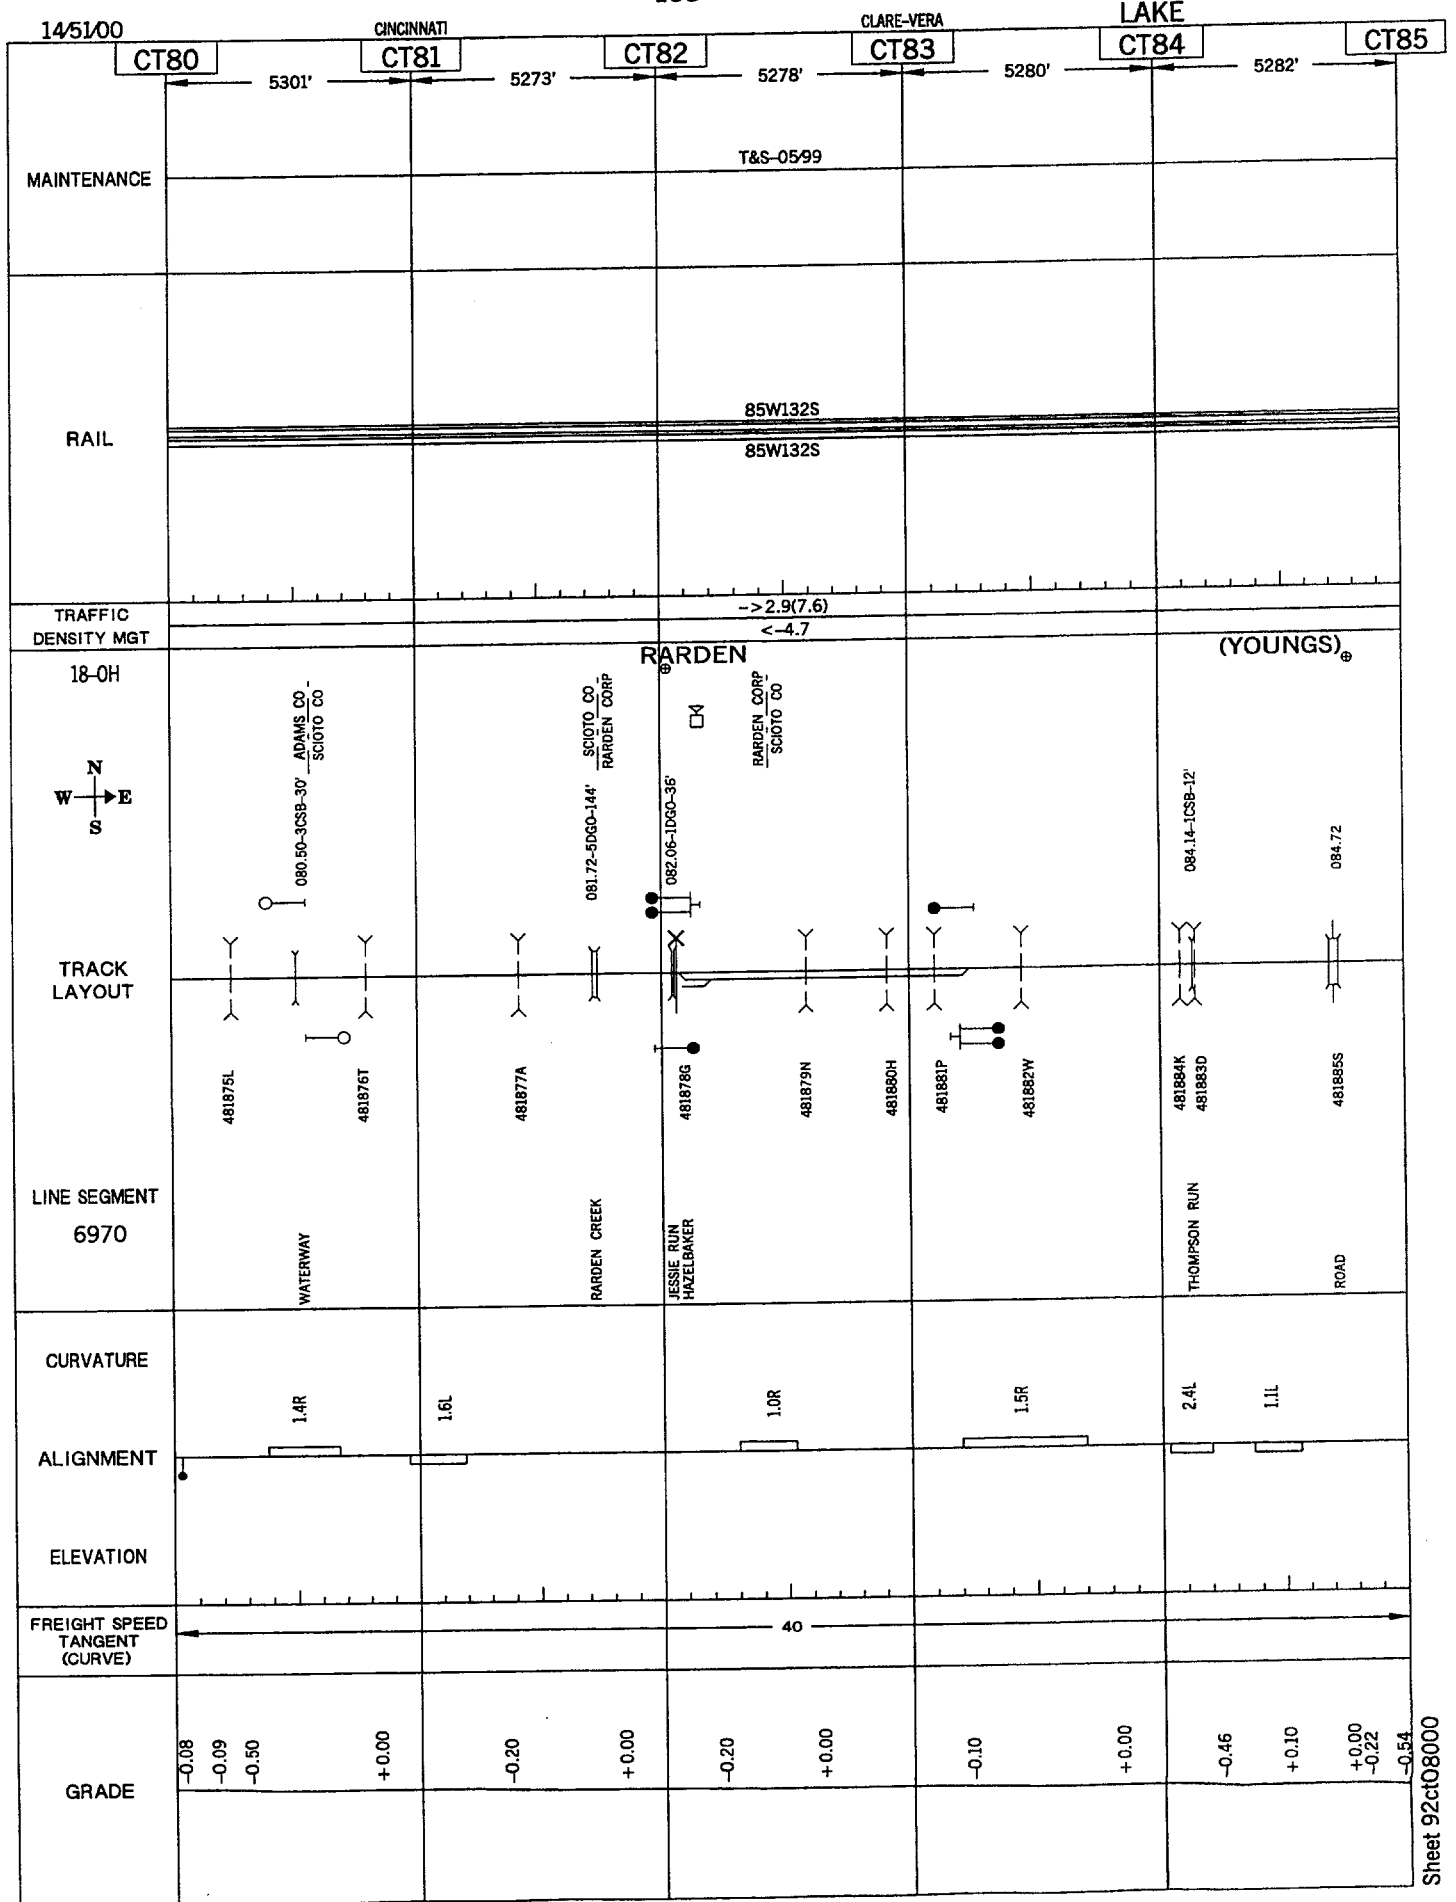 14/51/00
CINCINNATI
CLARE-VERA
LAKE
CT80
CT81
CT82
CT83
CT84
CT85
5301'
5273'
5278'
5280'
5282'
MAINTENANCE
T&S-05/99
RAIL
85W132S
85W132S
TRAFFIC
DENSITY MGT
->2.9(7.6)
<-4.7
18-OH
RARDEN
(YOUNGS)
ADAMS CO
SCIOTO CO
SCIOTO CO
RARDEN CORP
RARDEN CORP
SCIOTO CO
N
W E
S
080.50-3CSB-30'
081.72-5DGO-144'
082.06-1DGO-36'
084.14-1CSB-12'
084.72
TRACK
LAYOUT
481875L
481876T
481877A
481878G
481879N
481880H
481881P
481882W
481884K
481883D
481885S
LINE SEGMENT
6970
WATERWAY
RARDEN CREEK
JESSIE RUN
HAZELBAKER
THOMPSON RUN
ROAD
CURVATURE
1.4R
1.6L
1.0R
1.5R
2.4L
1.1L
ALIGNMENT
ELEVATION
FREIGHT SPEED
TANGENT
(CURVE)
40
GRADE
-0.08
-0.09
-0.50
+0.00
-0.20
+0.00
-0.20
+0.00
-0.10
+0.00
-0.46
+0.10
+0.00
-0.22
-0.54
Sheet 92ct08000